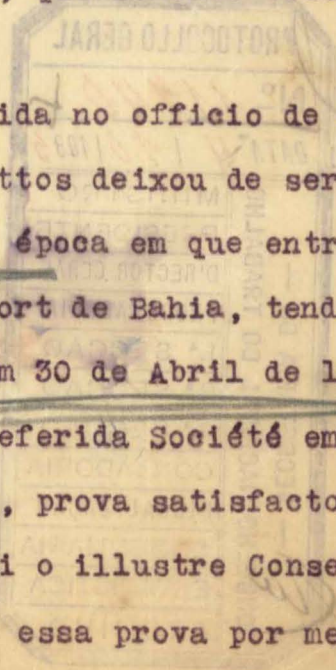 ida no officio de
ttos deixou de ser
época em que entr
ort de Bahia, tend
m 30 de Abril de l
eferida Société em
, prova satisfacto
i o illustre Conse
essa prova por me